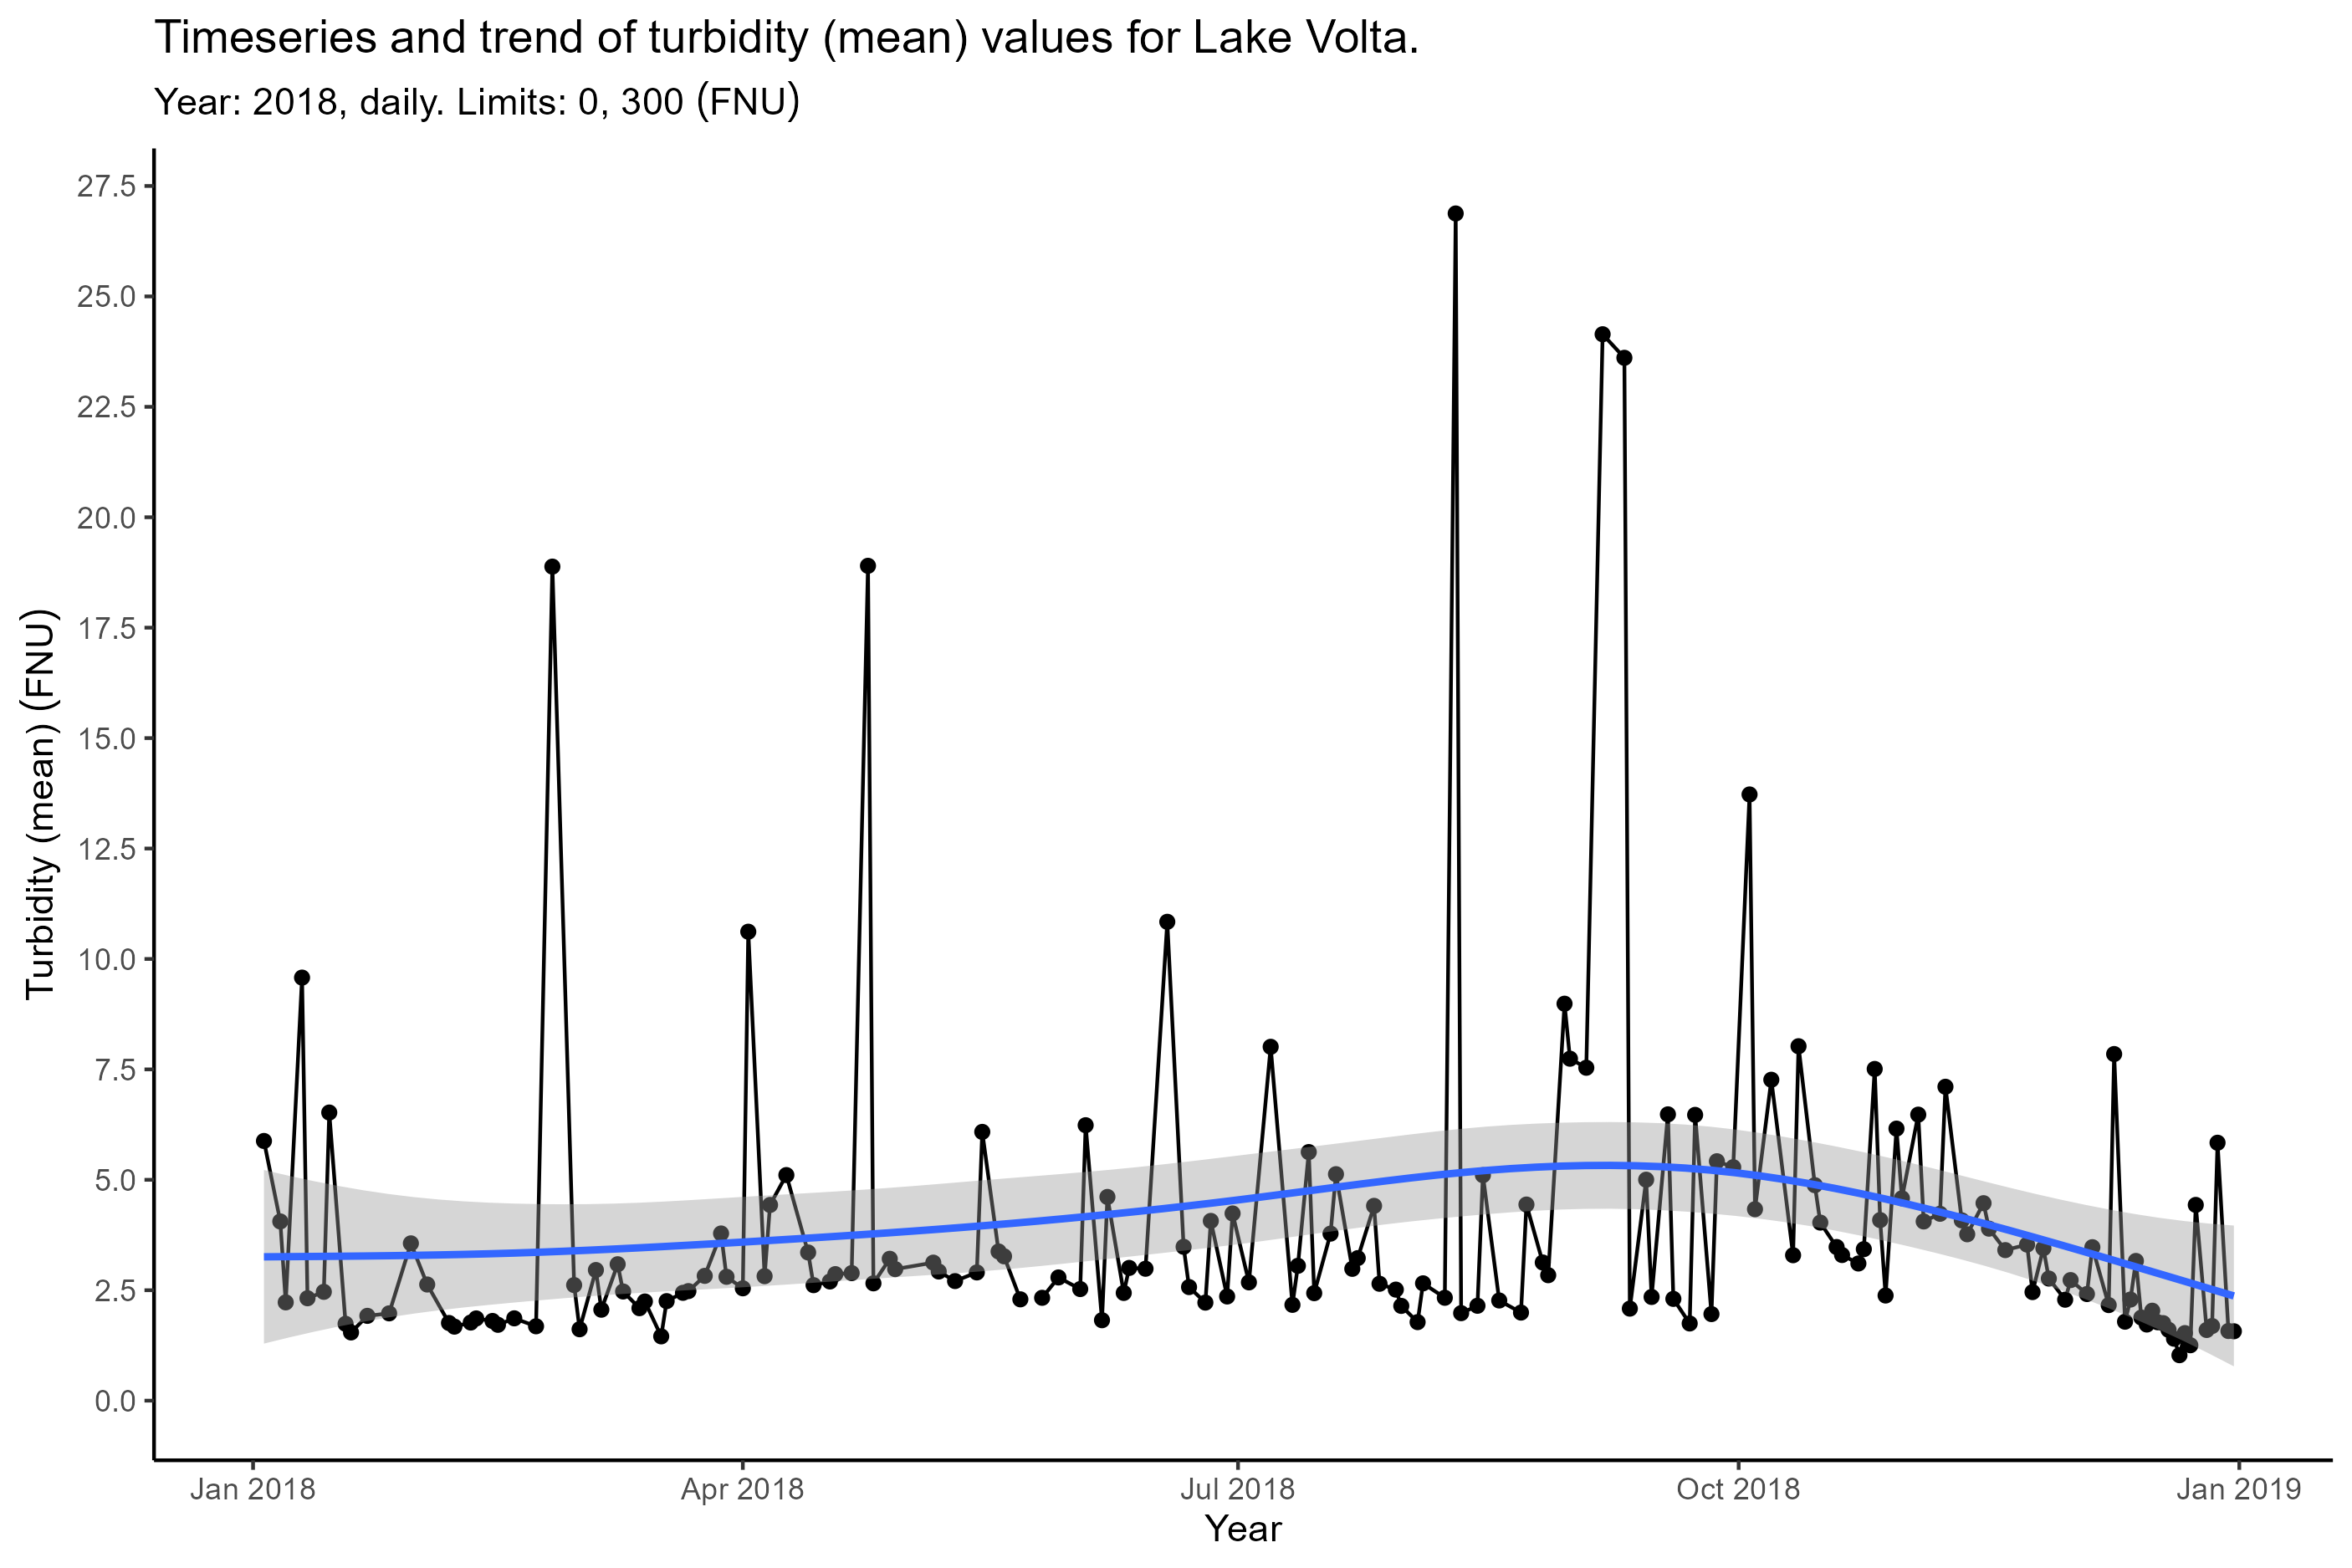 Timeseries and trend of turbidity (mean) values for Lake Volta.
Year: 2018, daily. Limits: 0, 300 (FNU)
Turbidity (mean) (FNU)
27.5
25.0
22.5
20.0
17.5
15.0
12.5
10.0
7.5
5.0
2.5
0.0
Jan 2018 Apr 2018 Jul 2018 Oct 2018 Jan 2019
Year